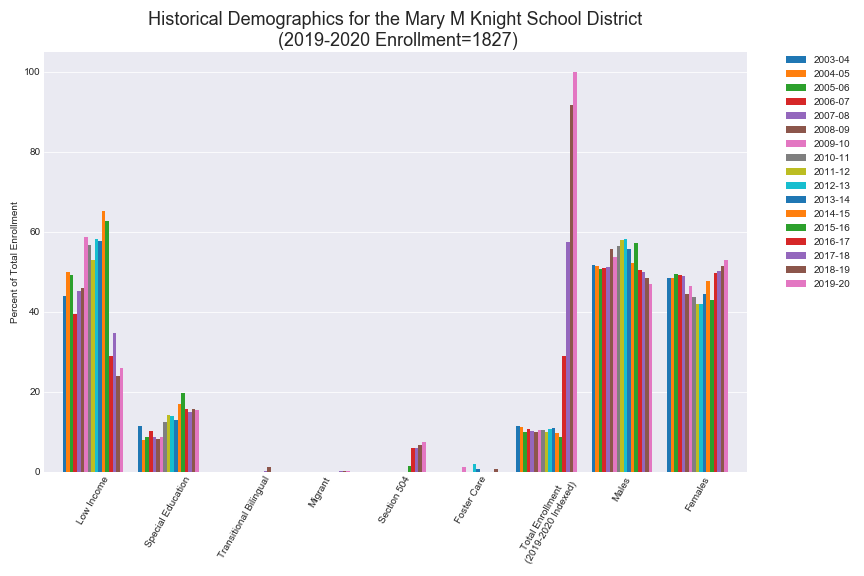 Historical Demographics for the Mary M Knight School District
(2019-2020 Enrollment=1827)
100
80
60
40
20
0
Percent of Total Enrollment
Low Income
Special Education
Transitional Bilingual
Migrant
Section 504
Foster Care
Total Enrollment
(2019-2020 Indexed)
Males
Females
2003-04
2004-05
2005-06
2006-07
2007-08
2008-09
2009-10
2010-11
2011-12
2012-13
2013-14
2014-15
2015-16
2016-17
2017-18
2018-19
2019-20